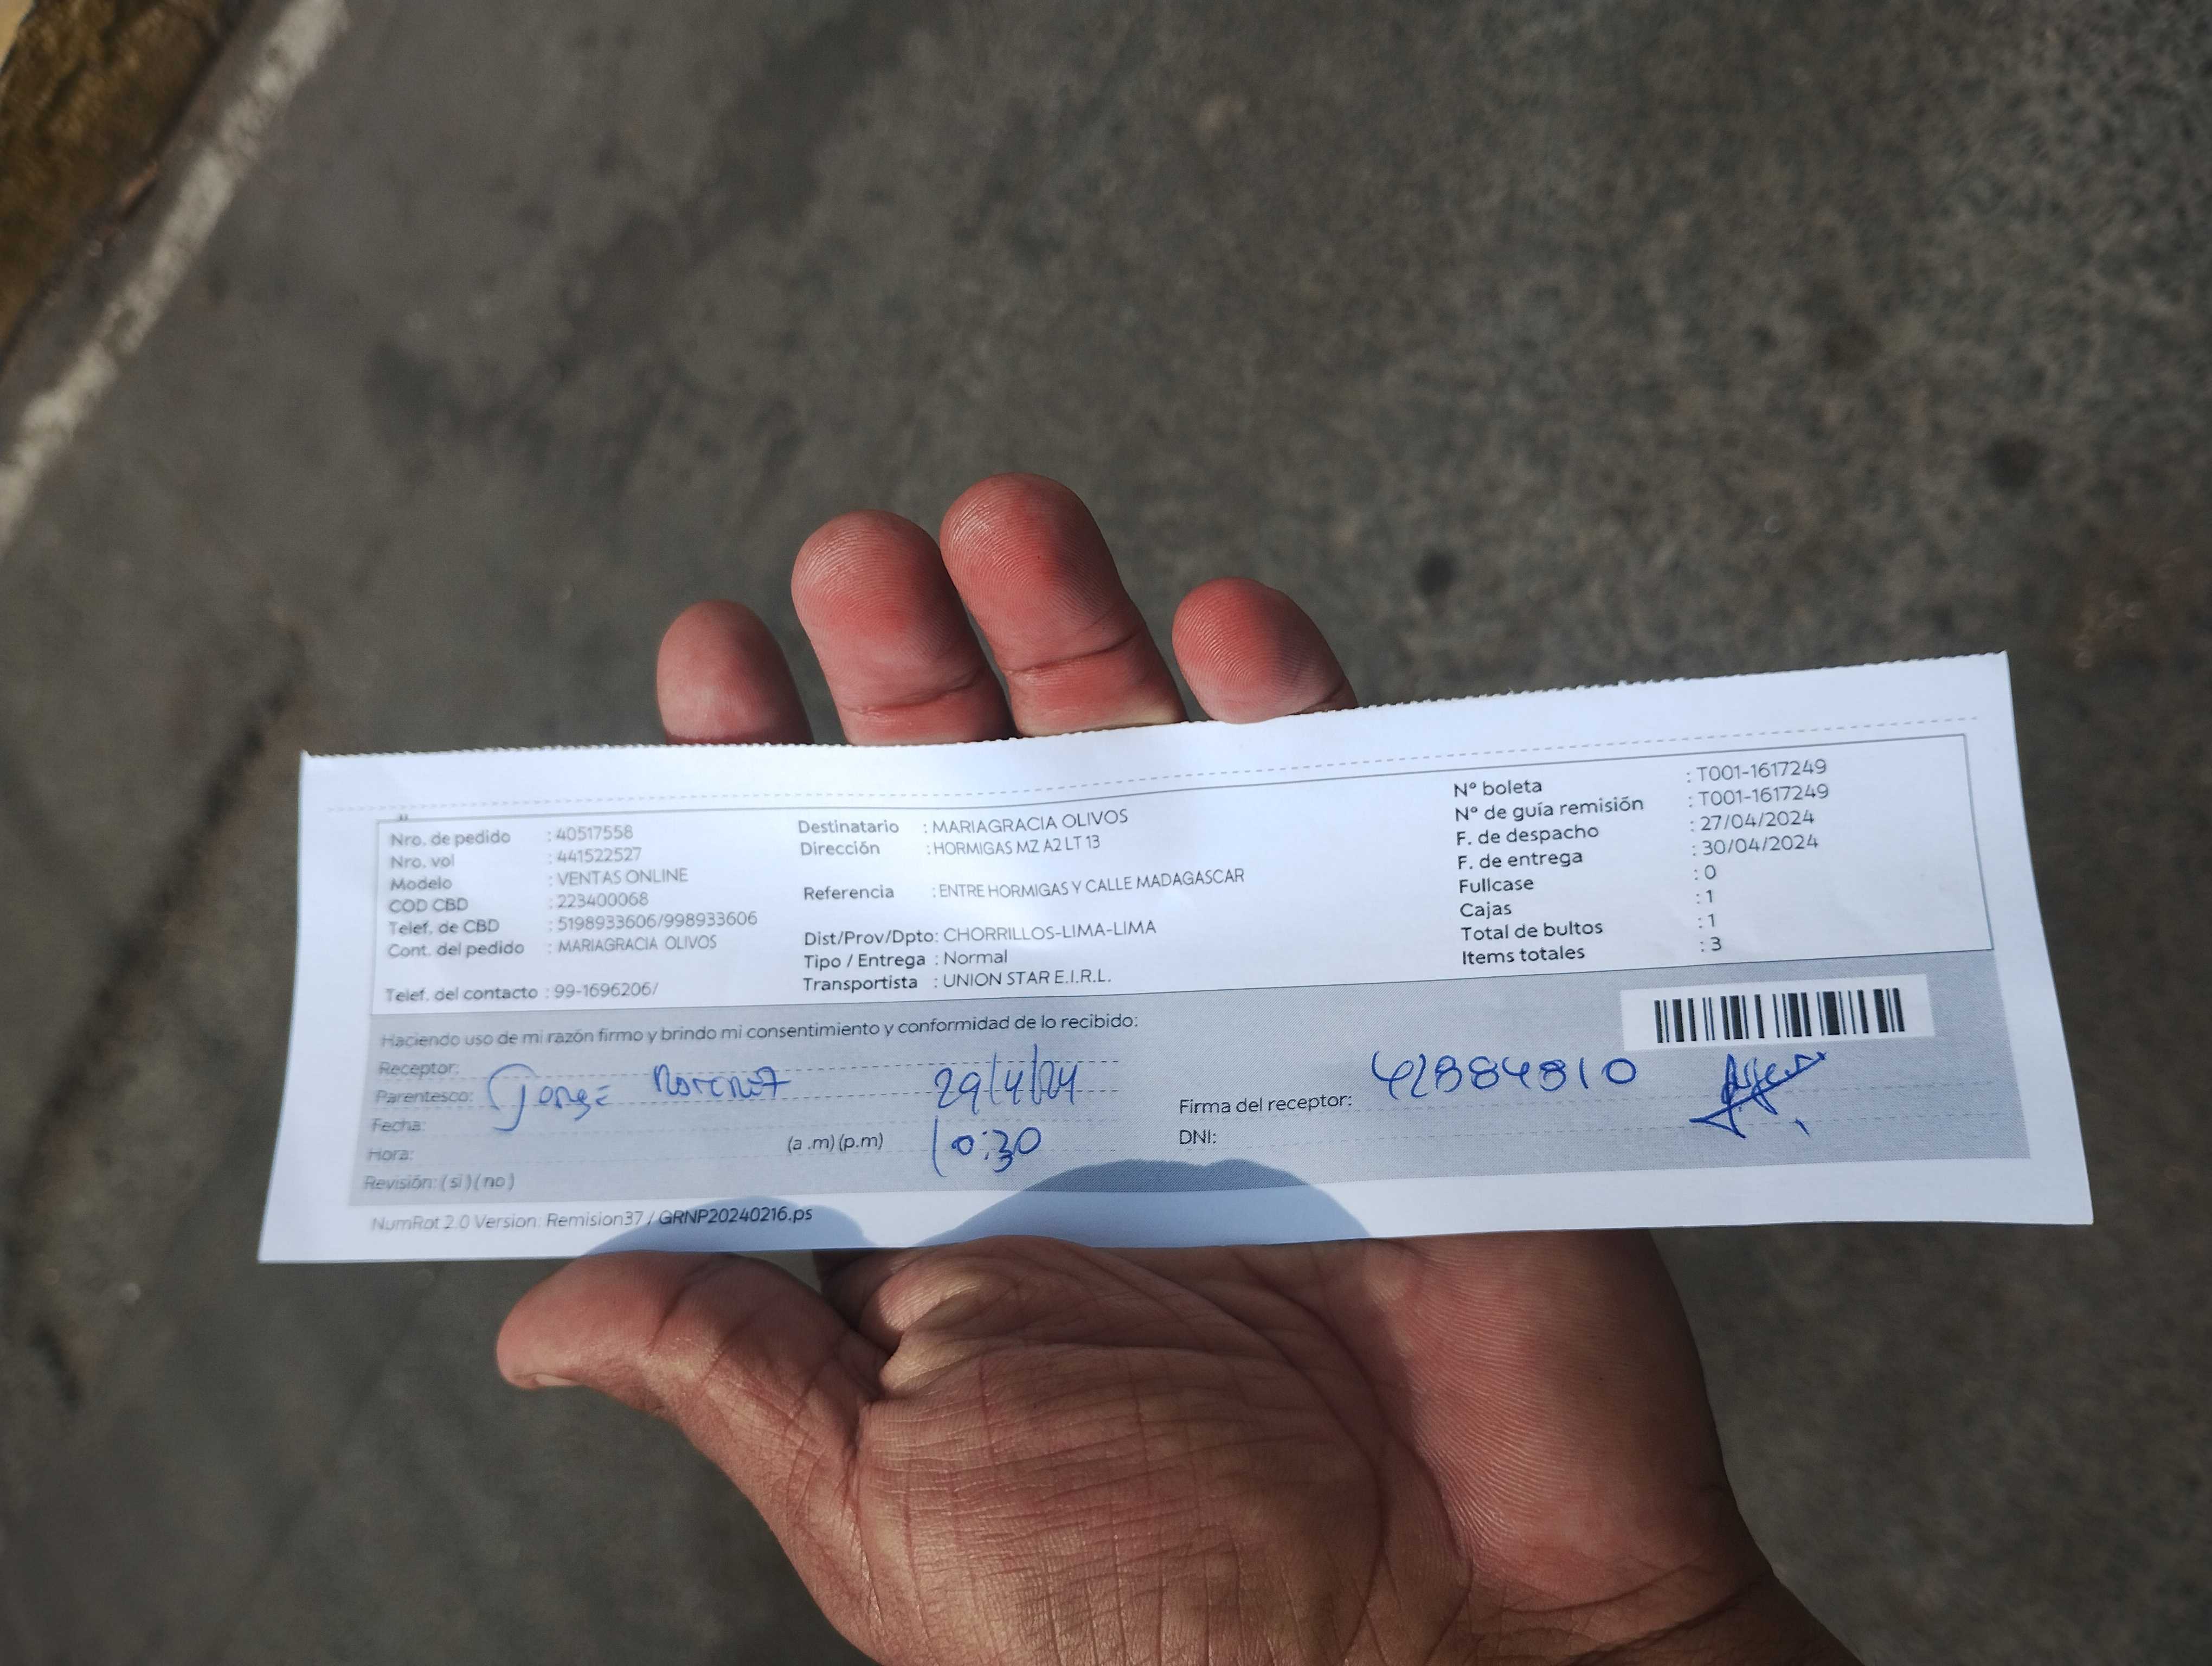 Nro. de pedido : 40517558
Nro. vol : 441522527
Modelo : VENTAS ONLINE
COD CBD : 223400068
Telef. de CBD : 5198933606/998933606
Cont. del pedido : MARIAGRACIA OLIVOS
Telef. del contacto : 99-1696206/
Destinatario : MARIAGRACIA OLIVOS
Dirección : HORMIGAS MZ A2 LT 13
Referencia : ENTRE HORMIGAS Y CALLE MADAGASCAR
Dist/Prov/Dpto: CHORRILLOS-LIMA-LIMA
Tipo / Entrega : Normal
Transportista : UNION STAR E.I.R.L.
Nº boleta : T001-1617249
Nº de guía remisión : T001-1617249
F. de despacho : 27/04/2024
F. de entrega : 30/04/2024
Fullcase : 0
Cajas : 1
Total de bultos : 1
Items totales : 3
Haciendo uso de mi razón firmo y brindo mi consentimiento y conformidad de lo recibido:
Receptor:
Parentesco: Jorge 29/4/24
Fecha:
Hora: (a .m) (p.m) 10:30
Revisión: ( si ) ( no )
Firma del receptor: 42884810
DNI:
NumRot 2.0 Version: Remision37 / GRNP20240216.ps